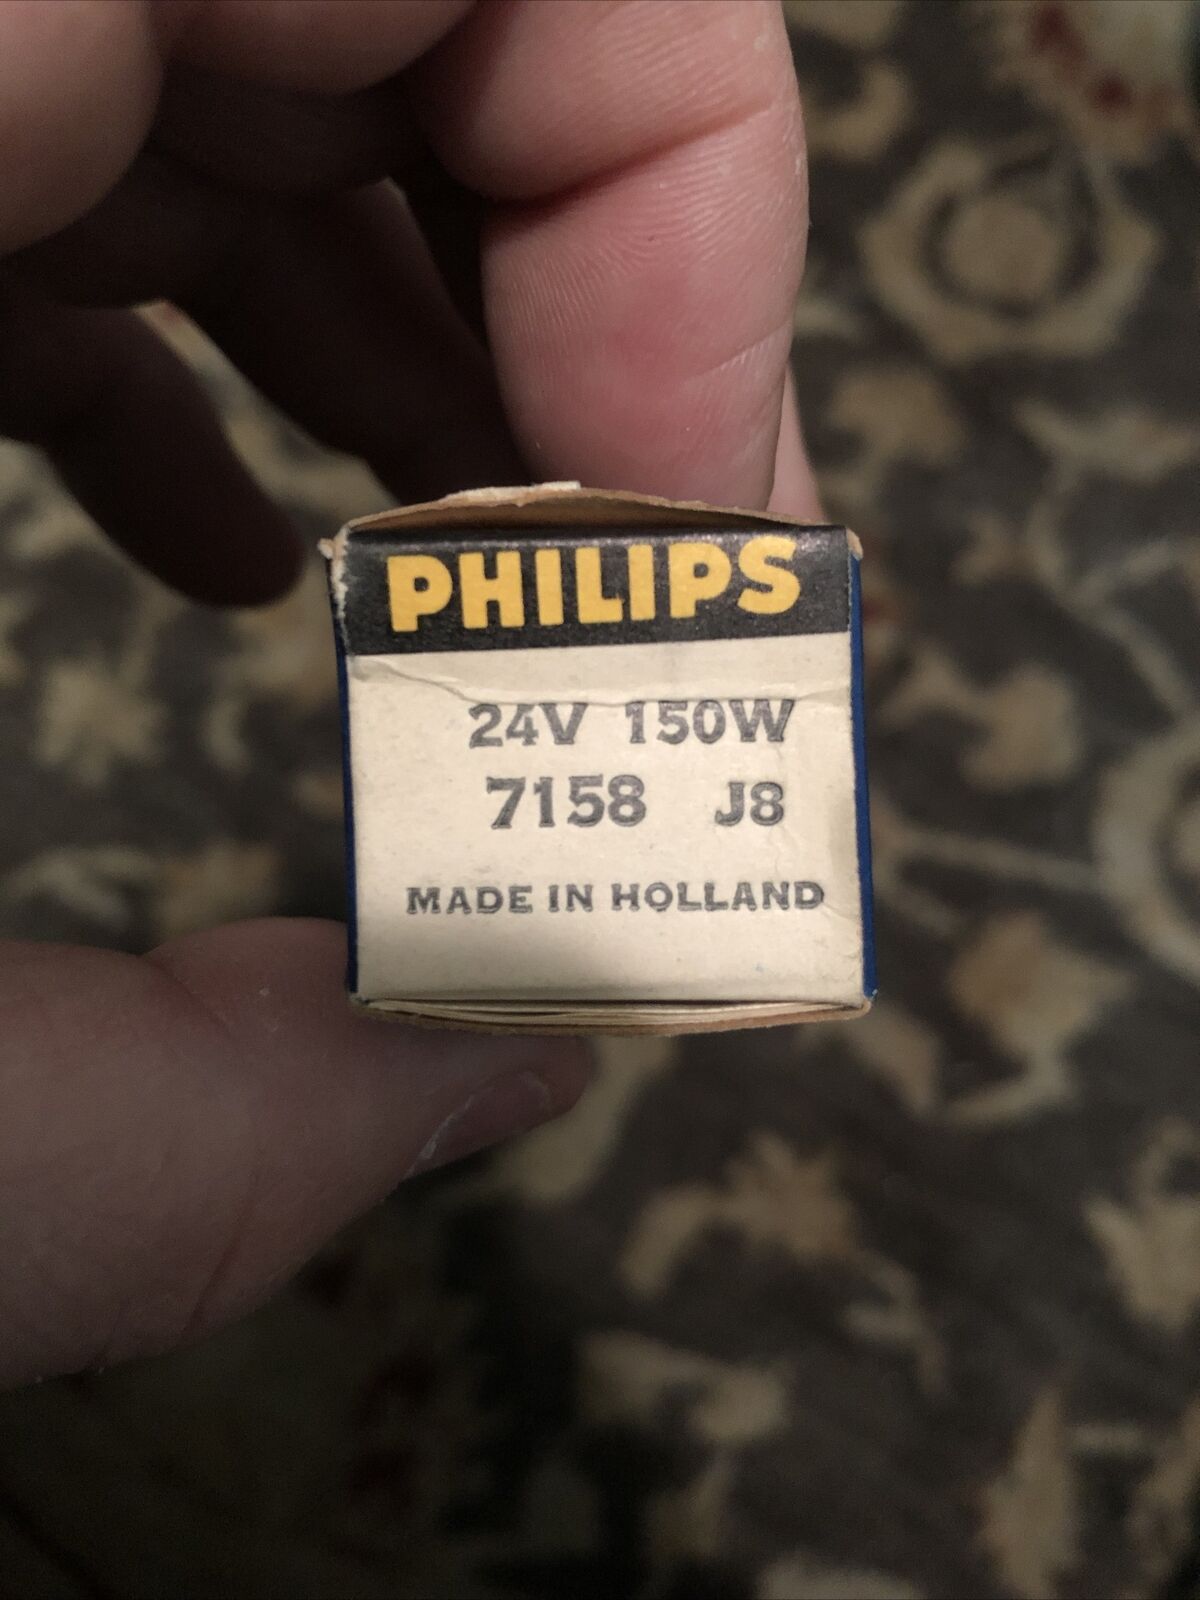 PHILIPS
24V 150W
7158 J8
MADE IN HOLLAND